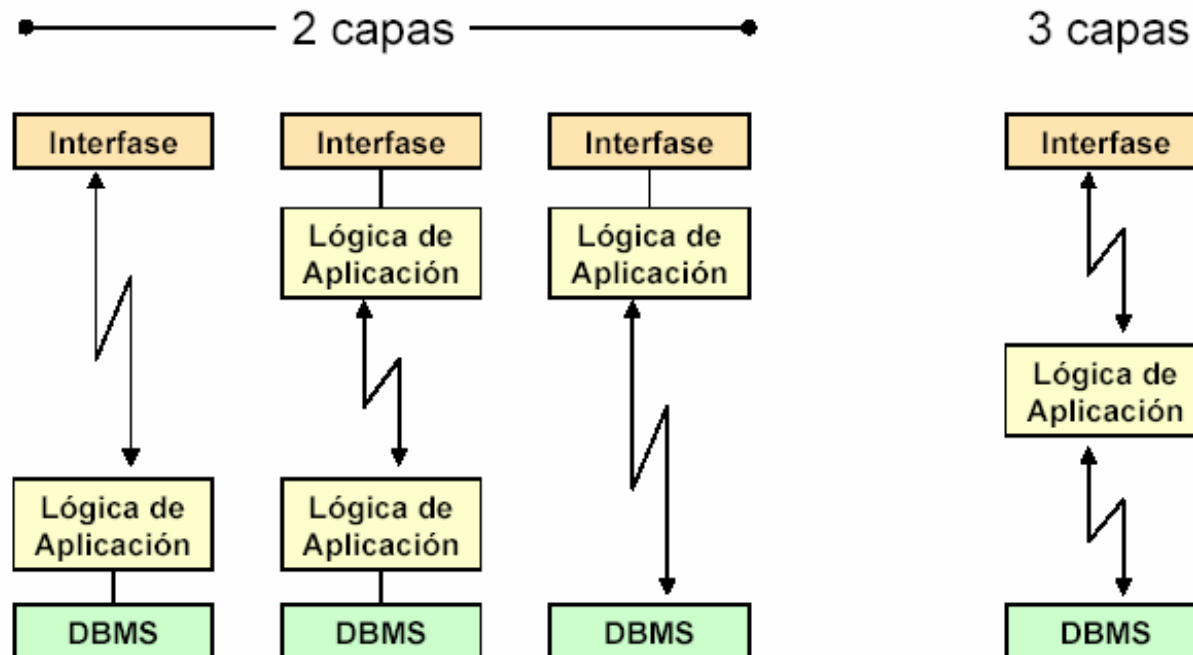 2 capas
3 capas
Interfase
Interfase
Interfase
Interfase
Lógica de
Aplicación
Lógica de
Aplicación
Lógica de
Aplicación
Lógica de
Aplicación
Lógica de
Aplicación
DBMS
DBMS
DBMS
DBMS